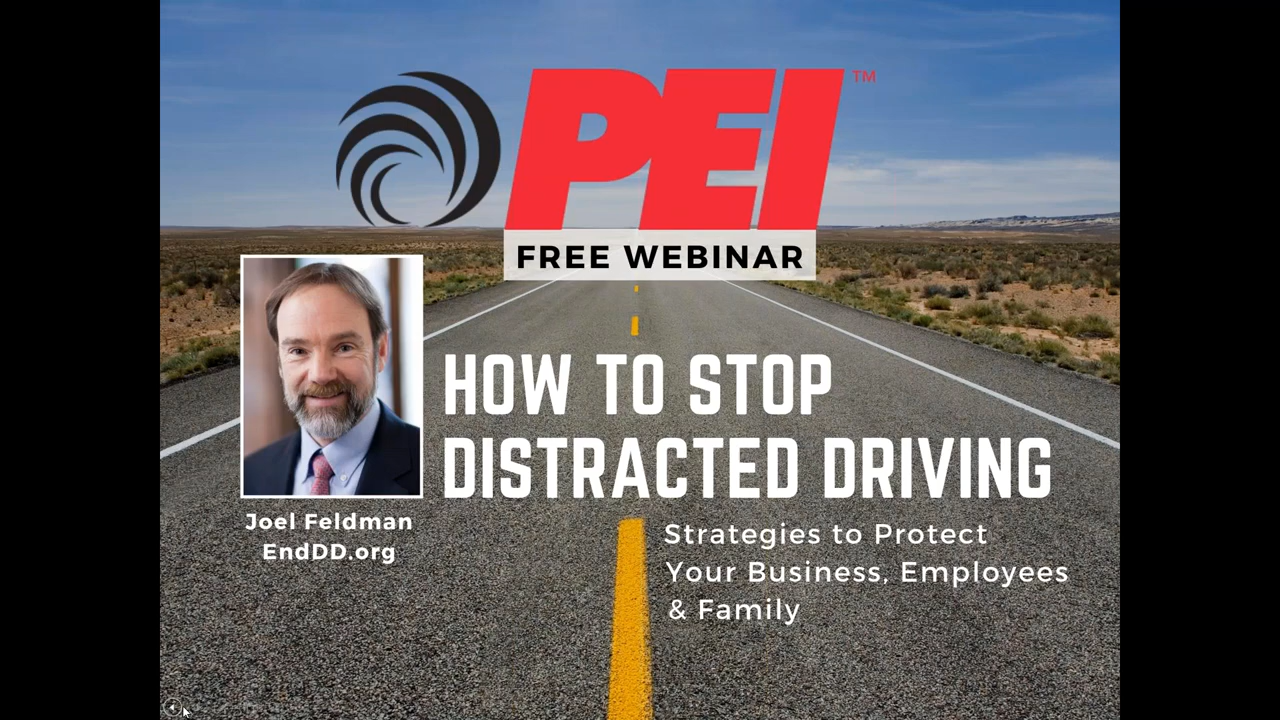 PEI™
FREE WEBINAR
HOW TO STOP
DISTRACTED DRIVING
Joel Feldman
EndDD.org
Strategies to Protect
Your Business, Employees
& Family